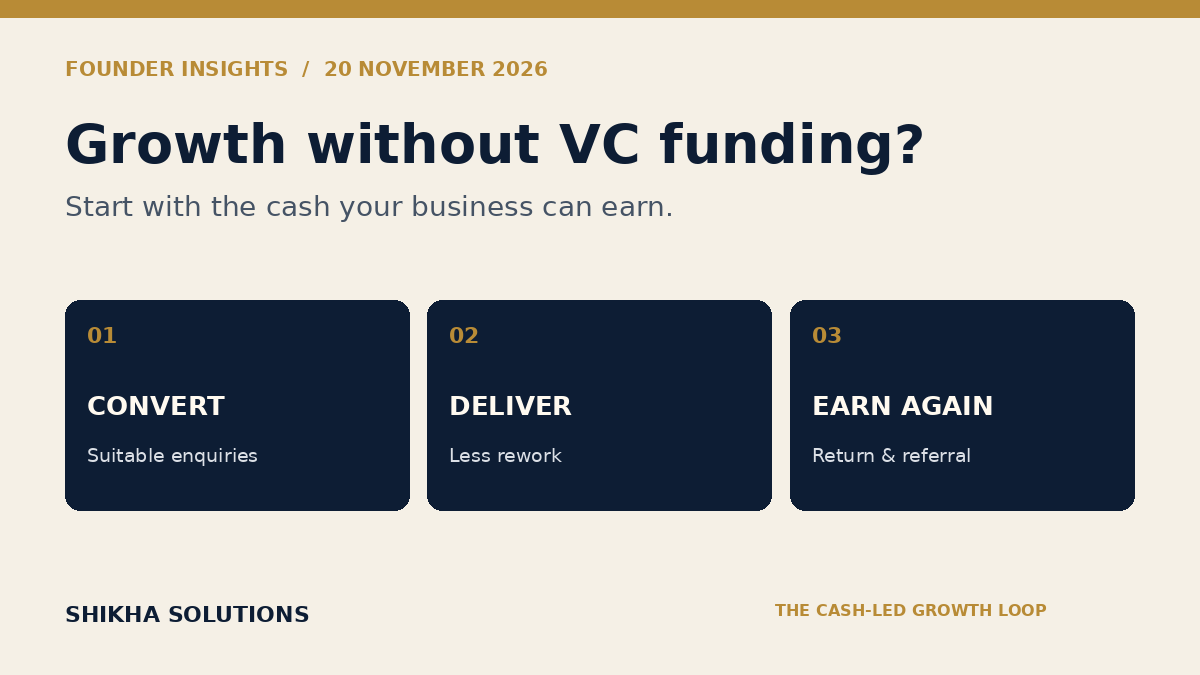 FOUNDER INSIGHTS / 20 NOVEMBER 2026
Growth without VC funding?
Start with the cash your business can earn.
01
CONVERT
Suitable enquiries
02
DELIVER
Less rework
03
EARN AGAIN
Return & referral
SHIKHA SOLUTIONS
THE CASH-LED GROWTH LOOP